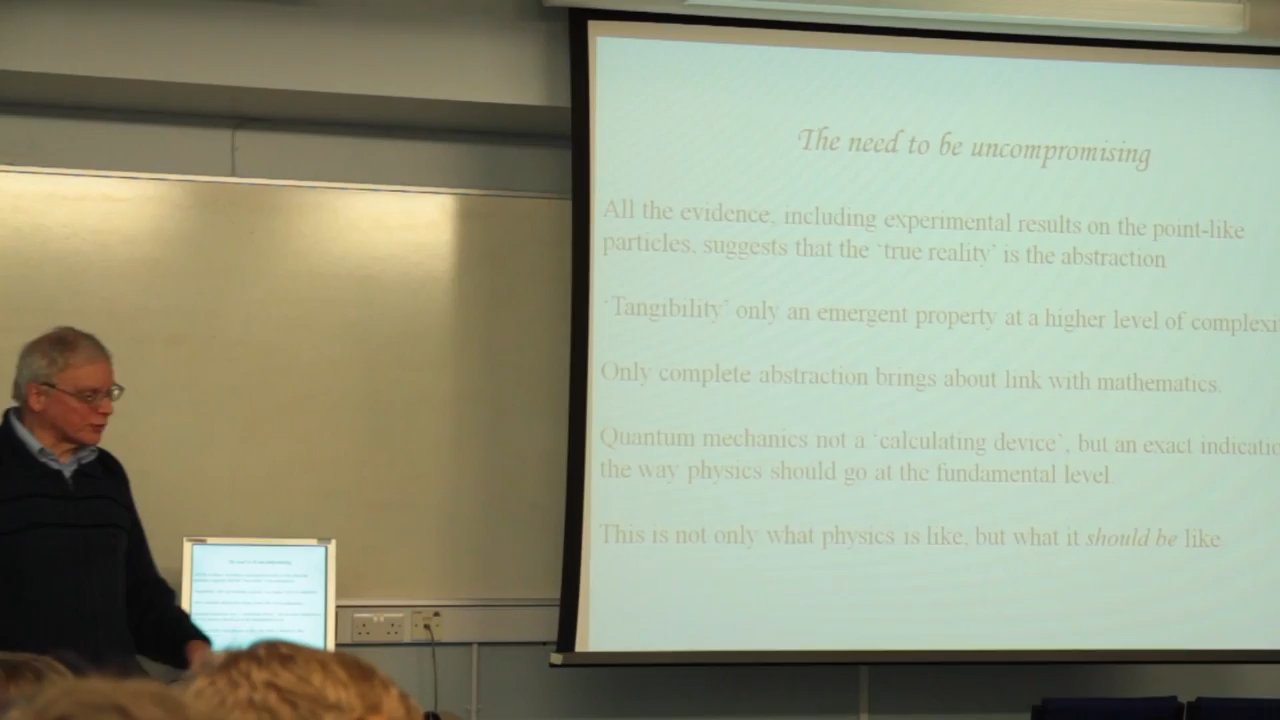 The need to be uncompromising
All the evidence, including experimental results on the point-like
particles, suggests that the 'true reality' is the abstraction
'Tangibility' only an emergent property at a higher level of complexi
Only complete abstraction brings about link with mathematics.
Quantum mechanics not a 'calculating device', but an exact indicatio
the way physics should go at the fundamental level.
This is not only what physics is like, but what it should be like